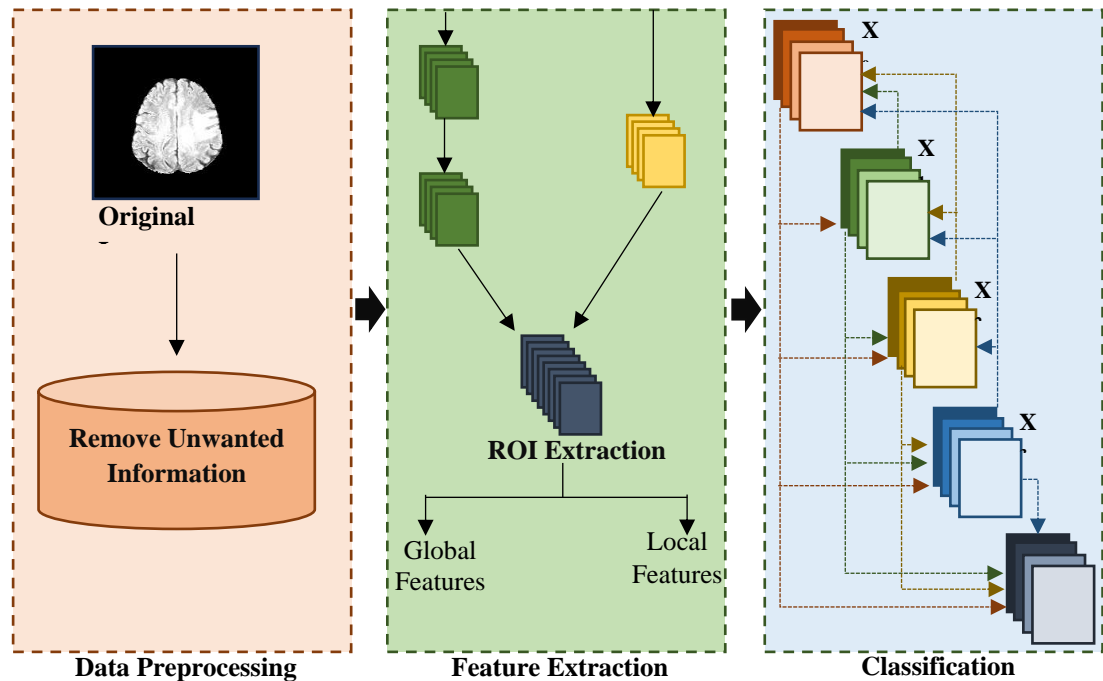 Original
Remove Unwanted
Information
Data Preprocessing
ROI Extraction
Global
Features
Local
Features
Feature Extraction
X
X
X
X
Classification